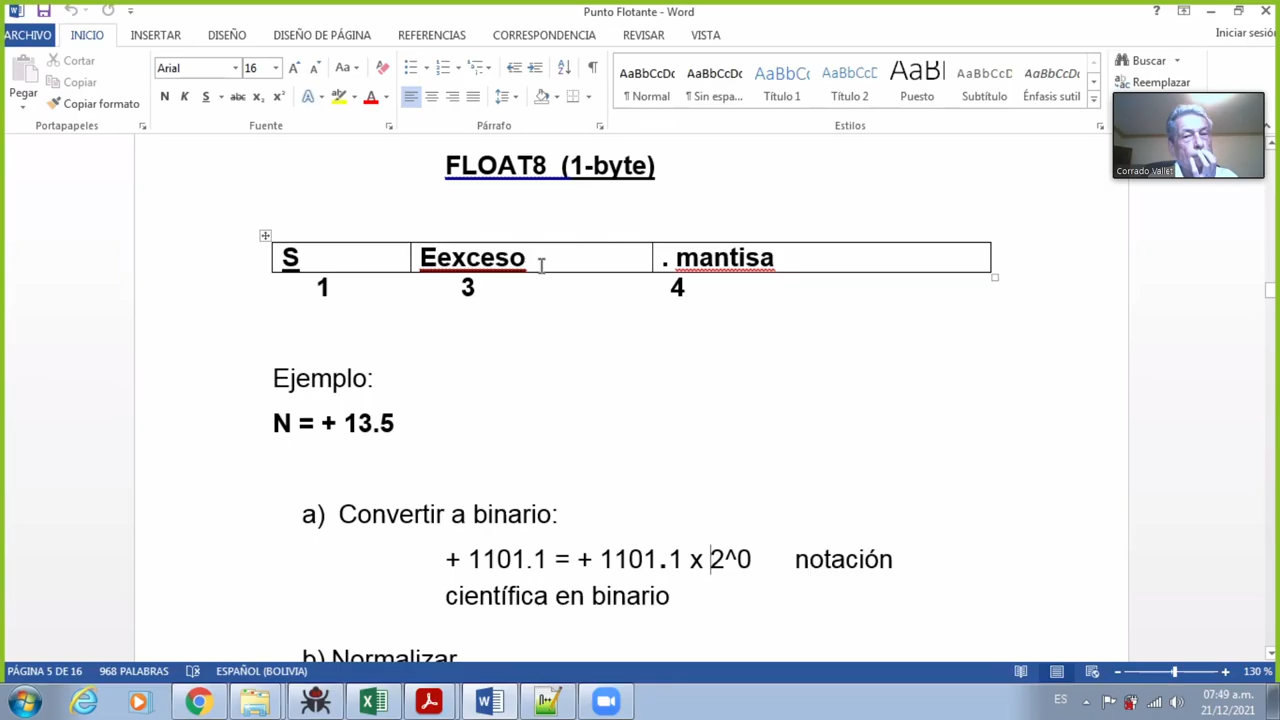 Punto Flotante - Word
ARCHIVO INICIO INSERTAR DISEÑO DISEÑO DE PÁGINA REFERENCIAS CORRESPONDENCIA REVISAR VISTA Iniciar sesió
Pegar
Cortar
Copiar
Copiar formato
Arial 16
N K S abc x₂ x²
AaBbCcDc AaBbCcDc AaBbCc AaBbCcD AaBl AaBbCcD AaBbCcDc
¶ Normal ¶ Sin espa... Título 1 Título 2 Puesto Subtítulo Énfasis sutil
Buscar
Reemplazar
Portapapeles Fuente Párrafo Estilos
Corrado Vallet
FLOAT8 (1-byte)
S Eexceso . mantisa
1 3 4
Ejemplo:
N = + 13.5
a) Convertir a binario:
+ 1101.1 = + 1101.1 x 2^0 notación
científica en binario
b) Normalizar
PÁGINA 5 DE 16 968 PALABRAS ESPAÑOL (BOLIVIA) 130 %
ES 07:49 a.m.
21/12/2021